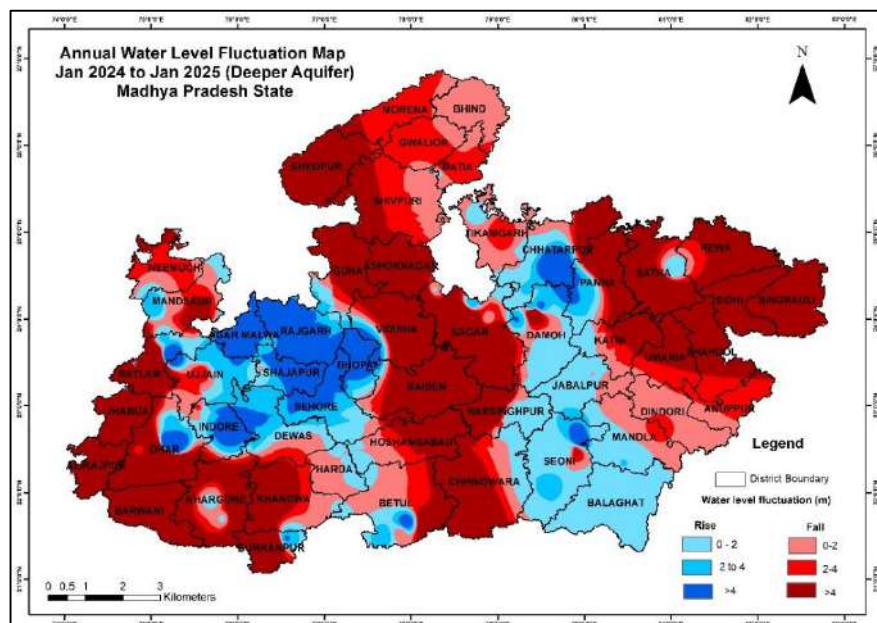 Annual Water Level Fluctuation Map
Jan 2024 to Jan 2025 (Deeper Aquifer)
Madhya Pradesh State
N
BHIND
MORENA
GWALIOR
DATIA
SHEOPUR
SHIVPURI
TIKAMGARH
CHHATARPUR
REWA
NEEMUCH
GUNA
ASHOKNAGAR
PANNA
SATNA
SIDHI
SINGRAULI
MANDSAUR
AGAR MALWA
RAJGARH
VIDISHA
SAGAR
DAMOH
KATNI
SHAHDOL
UMARIA
RATLAM
UJJAIN
SHAJAPUR
BHOPAL
RAISEN
JABALPUR
JHABUA
SEHORE
NARSINGHPUR
DINDORI
ANUPPUR
INDORE
DEWAS
HOSHANGABAD
MANDLA
DHAR
Legend
ALIRAJPUR
HARDA
CHHINDWARA
SEONI
District Boundary
BARWANI
KHARGONE
KHANDWA
BETUL
BALAGHAT
Water level fluctuation (m)
BURHANPUR
Rise
Fall
0 - 2
0-2
2 to 4
2-4
>4
>4
0 0.5 1 2 3
Kilometers